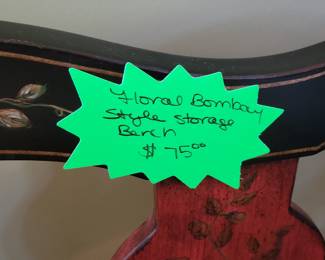 Floral Bombay
Style Storage
Bench
$ 75⁰⁰